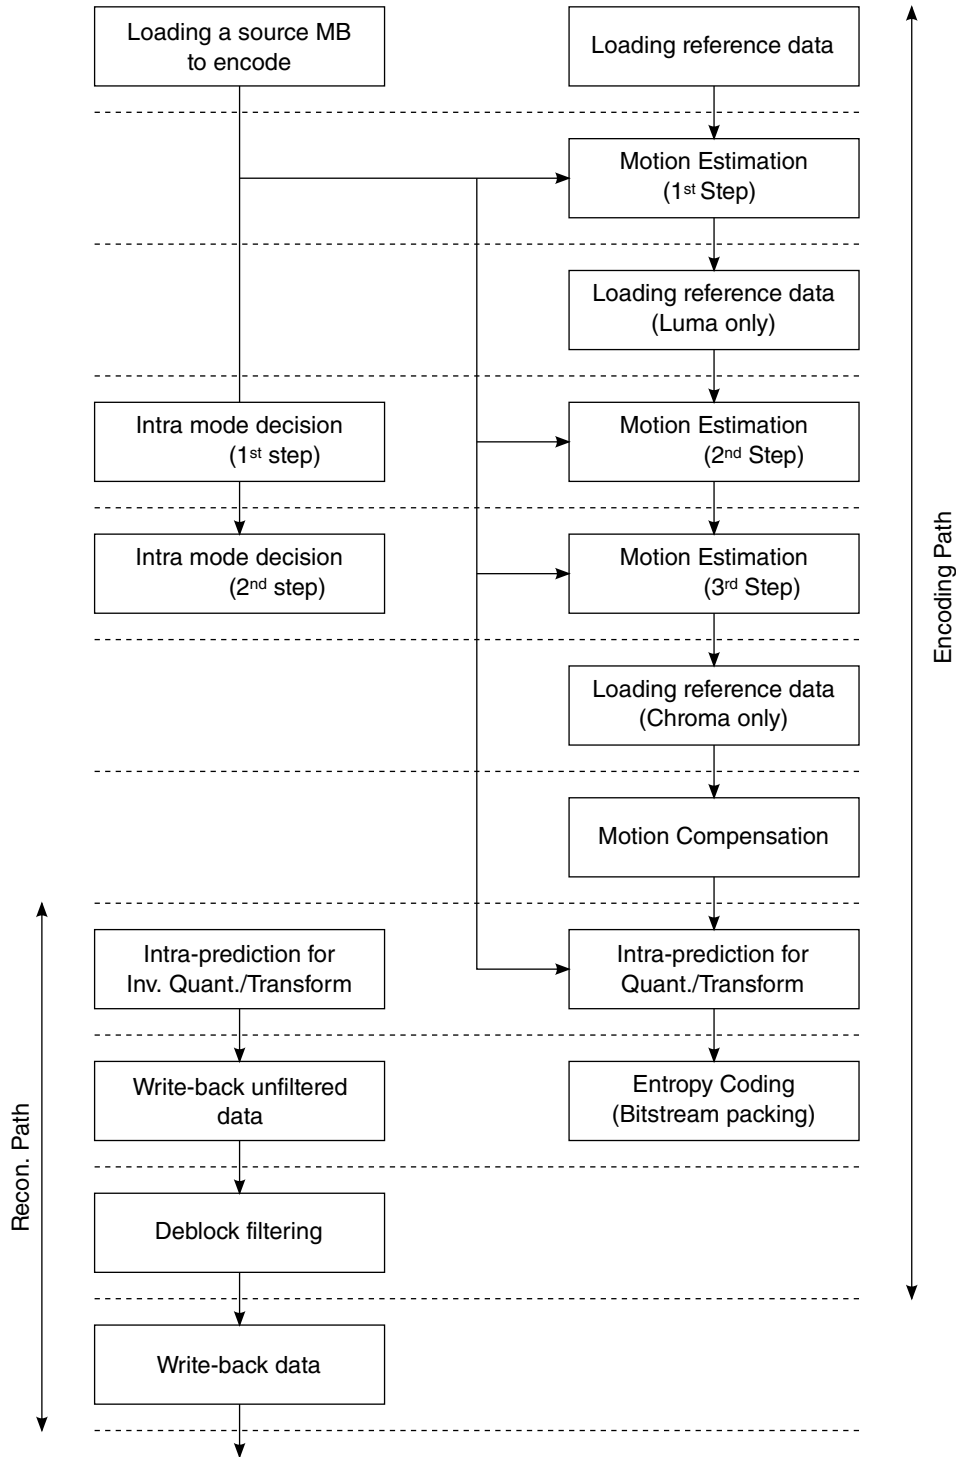 Loading a source MB
to encode
Loading reference data
Motion Estimation
(1st Step)
Loading reference data
(Luma only)
Intra mode decision
(1st step)
Motion Estimation
(2nd Step)
Intra mode decision
(2nd step)
Motion Estimation
(3rd Step)
Encoding Path
Loading reference data
(Chroma only)
Motion Compensation
Intra-prediction for
Inv. Quant./Transform
Intra-prediction for
Quant./Transform
Write-back unfiltered
data
Entropy Coding
(Bitstream packing)
Recon. Path
Deblock filtering
Write-back data